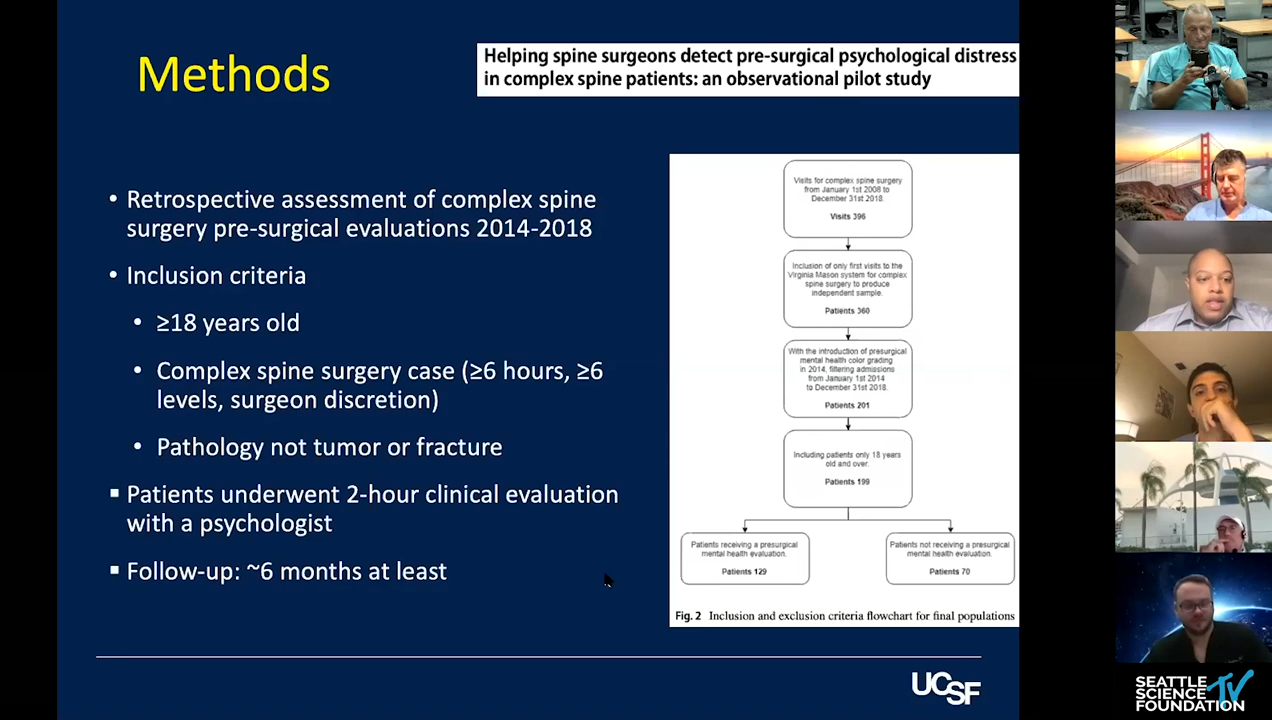 Methods
Helping spine surgeons detect pre-surgical psychological distress
in complex spine patients: an observational pilot study
• Retrospective assessment of complex spine
surgery pre-surgical evaluations 2014-2018
• Inclusion criteria
• ≥18 years old
• Complex spine surgery case (≥6 hours, ≥6
levels, surgeon discretion)
• Pathology not tumor or fracture
▪ Patients underwent 2-hour clinical evaluation
with a psychologist
▪ Follow-up: ~6 months at least
Visits for complex spine surgery
from January 1st 2008 to
December 31st 2018.
Visits 396
Inclusion of only first visits to the
Virginia Mason system for complex
spine surgery to produce
independent sample.
Patients 360
With the introduction of presurgical
mental health color grading
in 2014, filtering admissions
from January 1st 2014
to December 31st 2018.
Patients 201
Including patients only 18 years
old and over.
Patients 199
Patients receiving a presurgical
mental health evaluation.
Patients 129
Patients not receiving a presurgical
mental health evaluation.
Patients 70
Fig. 2 Inclusion and exclusion criteria flowchart for final populations
UCSF
SEATTLE
SCIENCE
FOUNDATION
TV